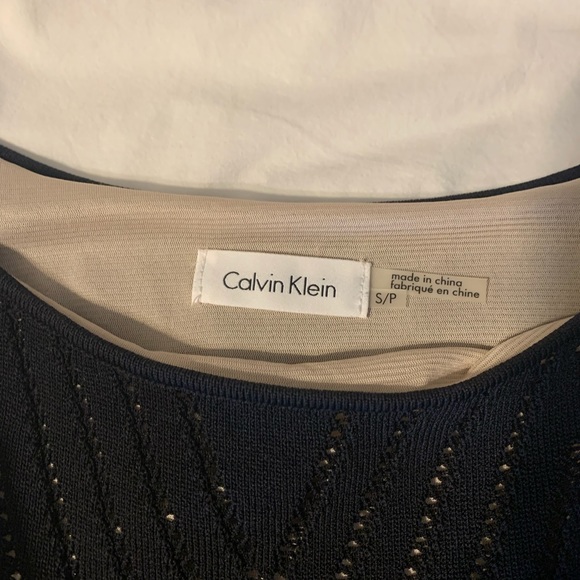 Calvin Klein
made in china
fabriqué en chine
S/P